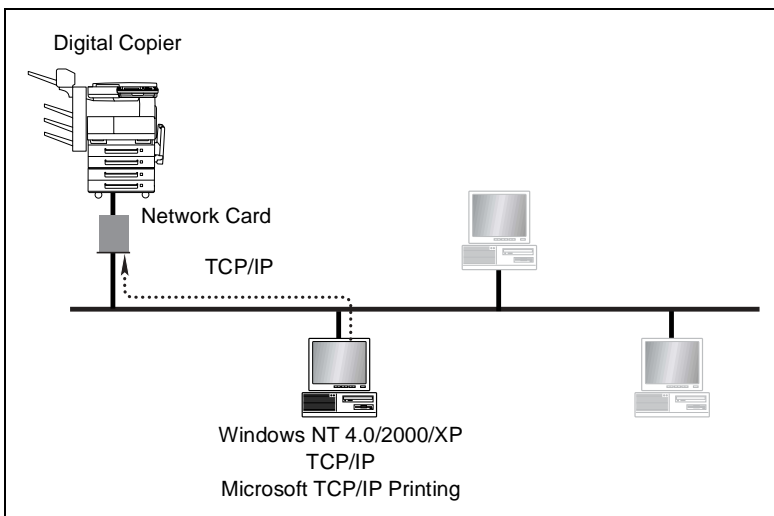 Digital Copier
Network Card
TCP/IP
Windows NT 4.0/2000/XP
TCP/IP
Microsoft TCP/IP Printing